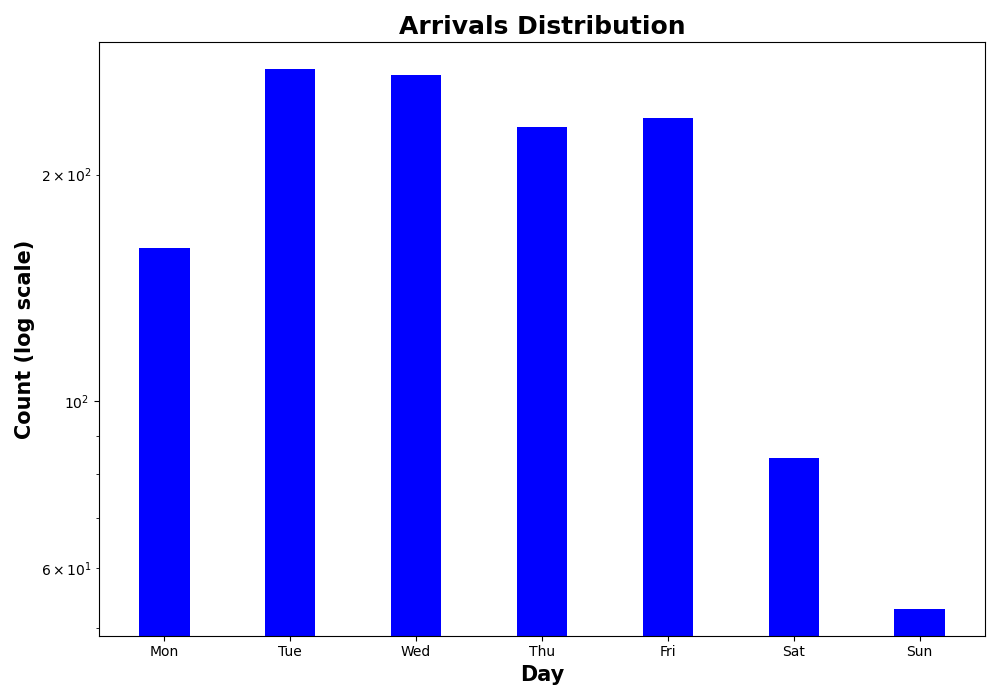 Arrivals Distribution
Count (log scale)
2 × 10²
10²
6 × 10¹
Mon Tue Wed Thu Fri Sat Sun
Day